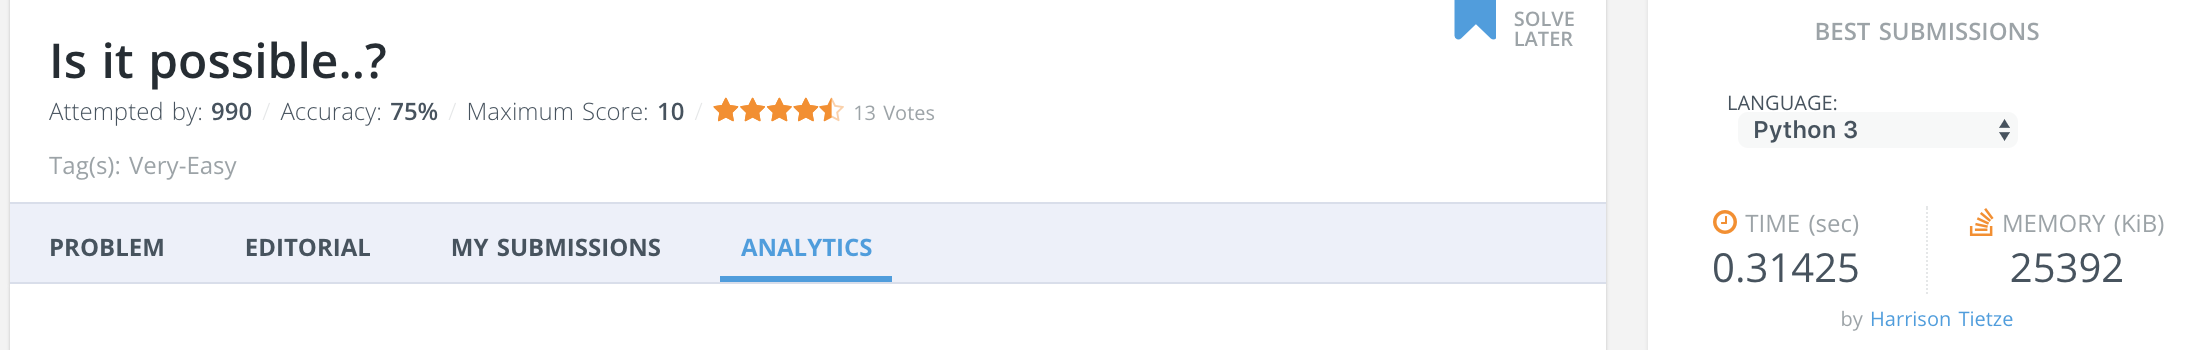 Is it possible..?
Attempted by: 990 / Accuracy: 75% / Maximum Score: 10 / 13 Votes
Tag(s): Very-Easy
SOLVE
LATER
PROBLEM EDITORIAL MY SUBMISSIONS ANALYTICS
BEST SUBMISSIONS
LANGUAGE:
Python 3
TIME (sec) MEMORY (KiB)
0.31425 25392
by Harrison Tietze